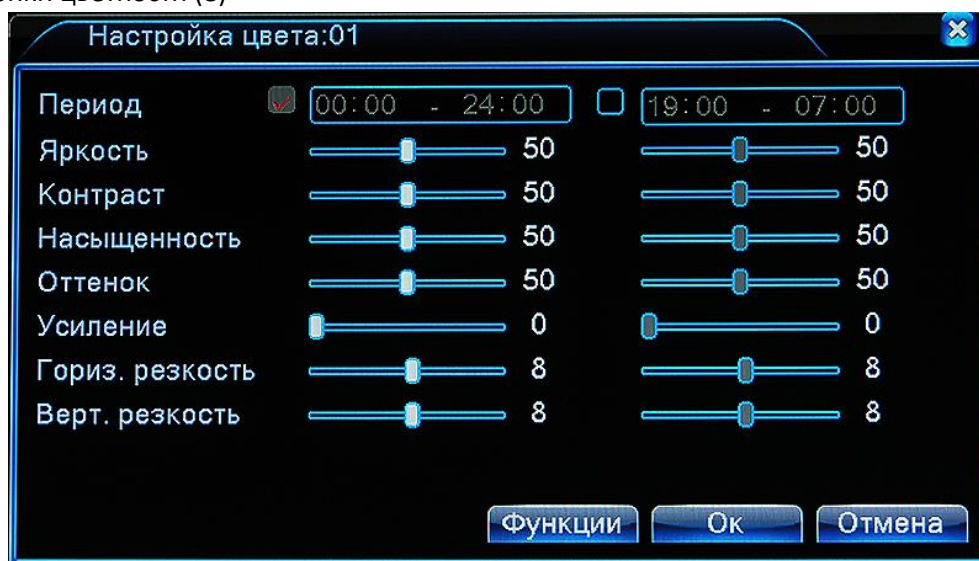 Настройка цвета:01
Период 00:00 - 24:00 19:00 - 07:00
Яркость 50 50
Контраст 50 50
Насыщенность 50 50
Оттенок 50 50
Усиление 0 0
Гориз. резкость 8 8
Верт. резкость 8 8
Функции Ок Отмена